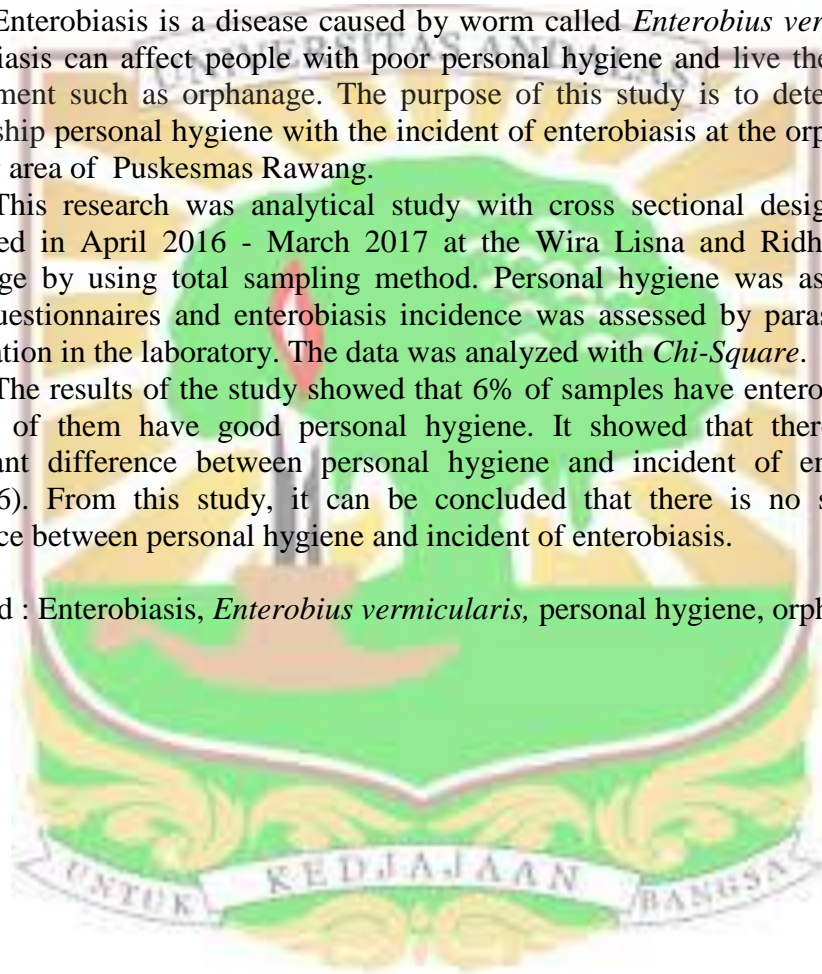 Enterobiasis is a disease caused by worm called Enterobius ver
iasis can affect people with poor personal hygiene and live the
ment such as orphanage. The purpose of this study is to dete
ship personal hygiene with the incident of enterobiasis at the orp
area of Puskesmas Rawang.
This research was analytical study with cross sectional desig
ed in April 2016 - March 2017 at the Wira Lisna and Ridh
ge by using total sampling method. Personal hygiene was as
uestionnaires and enterobiasis incidence was assessed by paras
ation in the laboratory. The data was analyzed with Chi-Square.
The results of the study showed that 6% of samples have entero
of them have good personal hygiene. It showed that there
ant difference between personal hygiene and incident of en
6). From this study, it can be concluded that there is no s
ce between personal hygiene and incident of enterobiasis.
d : Enterobiasis, Enterobius vermicularis, personal hygiene, orph
UNIVERSITAS ANDALAS
UNTUK KEDJAJAAN BANGSA